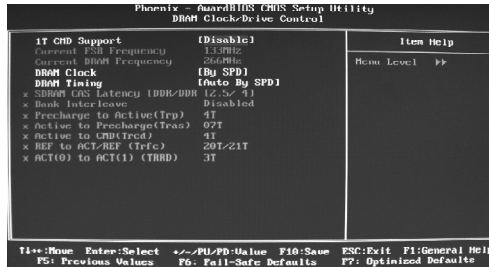 Phoenix - AwardBIOS CMOS Setup Utility
DRAM Clock/Drive Control
1T CMD Support [Disable]
Current FSB Frequency 133MHz
Current DRAM Frequency 266MHz
DRAM Clock [By SPD]
DRAM Timing [Auto By SPD]
x SDRAM CAS Latency [DDR/DDR [2.5/ 4]
x Bank Interleave Disabled
x Precharge to Active(Trp) 4T
x Active to Precharge(Tras) 07T
x Active to CMD(Trcd) 4T
x REF to ACT/REF (Trfc) 20T/21T
x ACT(0) to ACT(1) (TRRD) 3T
Item Help
Menu Level ▸▸
↑↓→←:Move Enter:Select +/-/PU/PD:Value F10:Save ESC:Exit F1:General Help
F5: Previous Values F6: Fail-Safe Defaults F7: Optimized Defaults